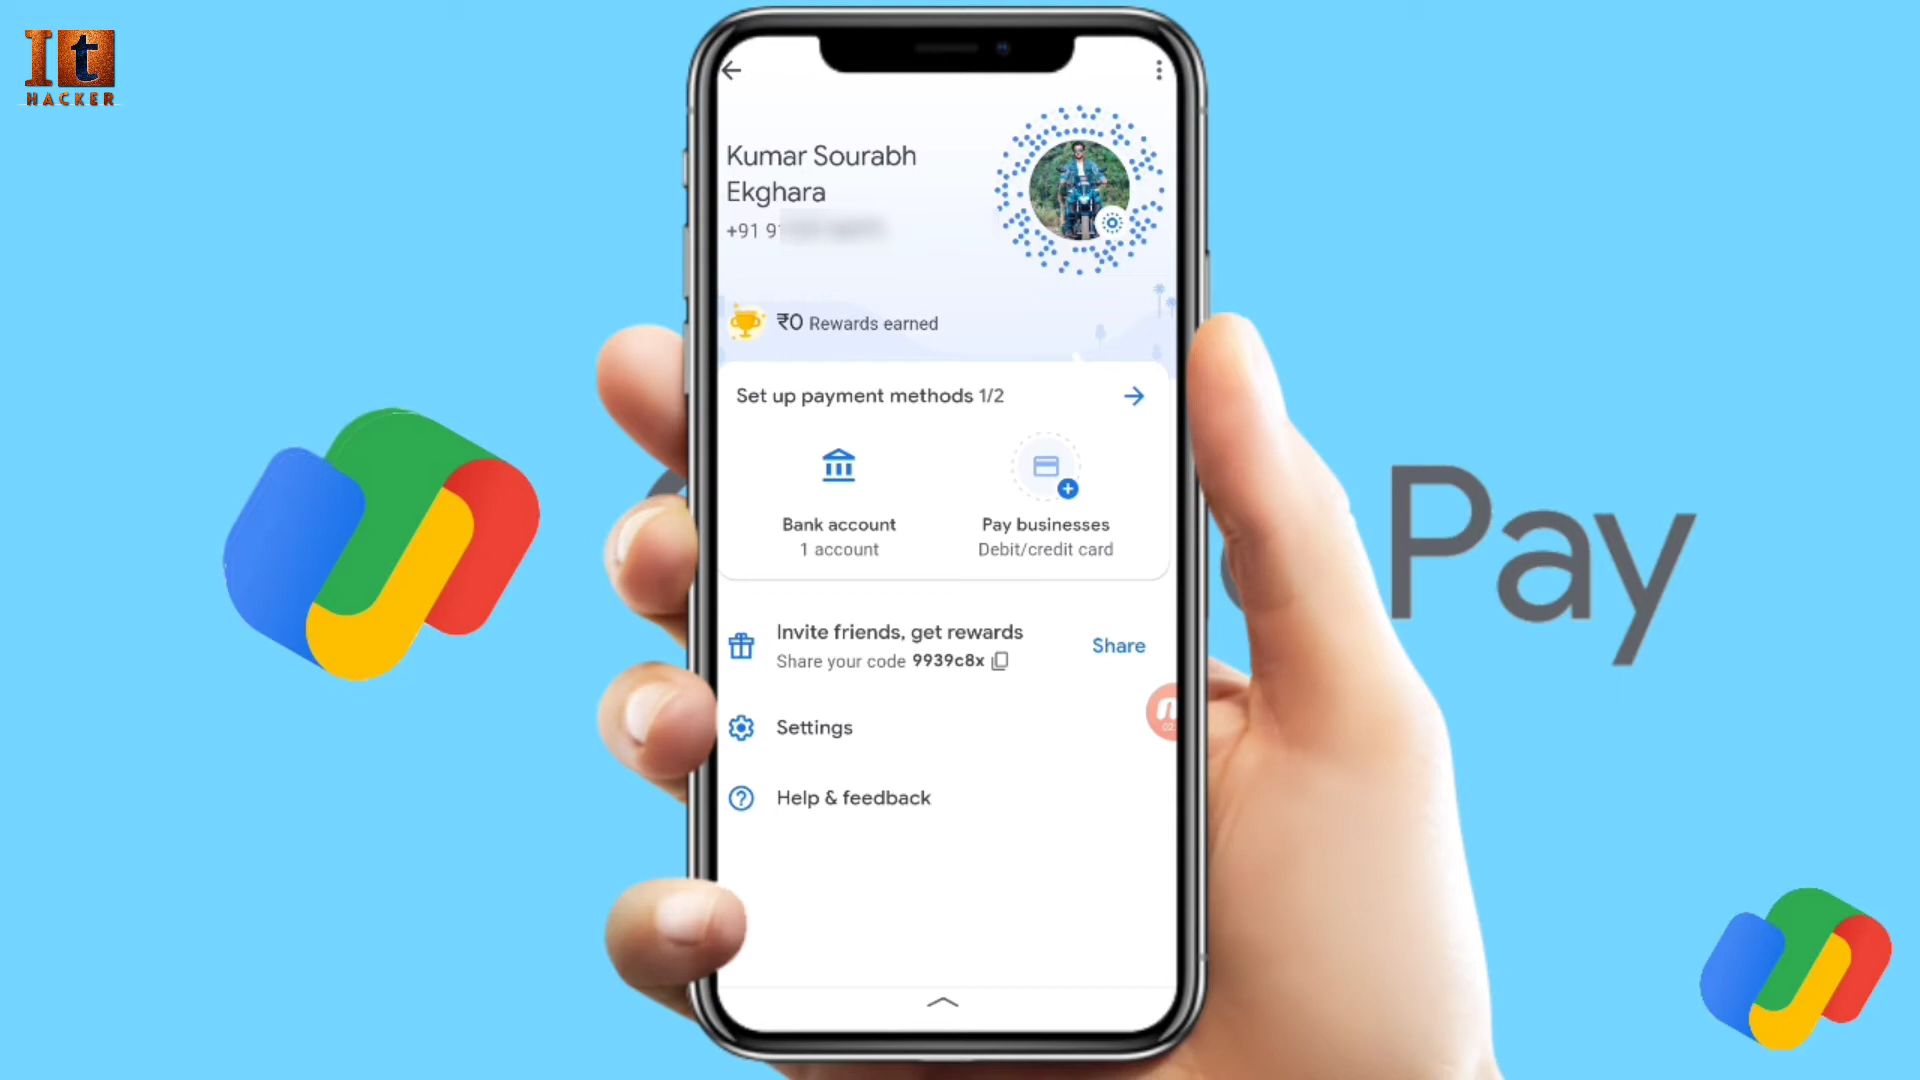 It
HACKER
Kumar Sourabh
Ekghara
+91 9
₹0 Rewards earned
Set up payment methods 1/2
Bank account
1 account
Pay businesses
Debit/credit card
Invite friends, get rewards
Share your code 9939c8x
Share
Settings
Help & feedback
Pay